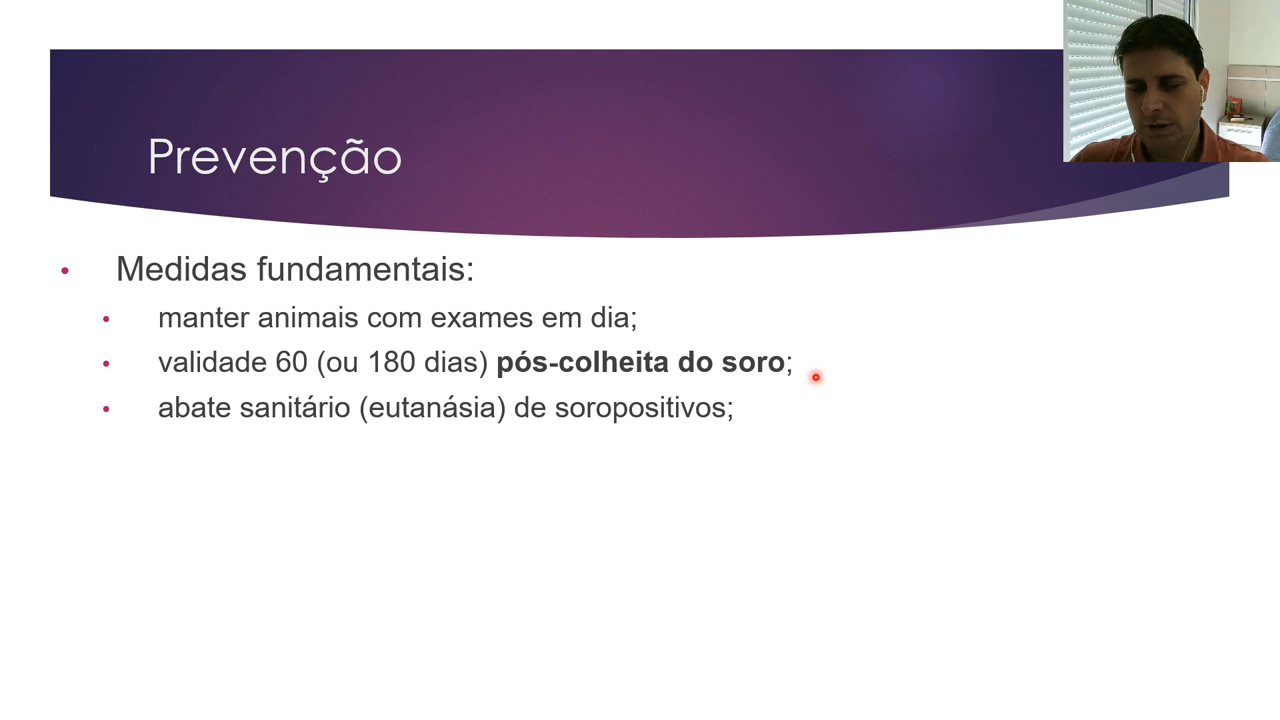 Prevenção
Medidas fundamentais:
manter animais com exames em dia;
validade 60 (ou 180 dias) pós-colheita do soro;
abate sanitário (eutanásia) de soropositivos;